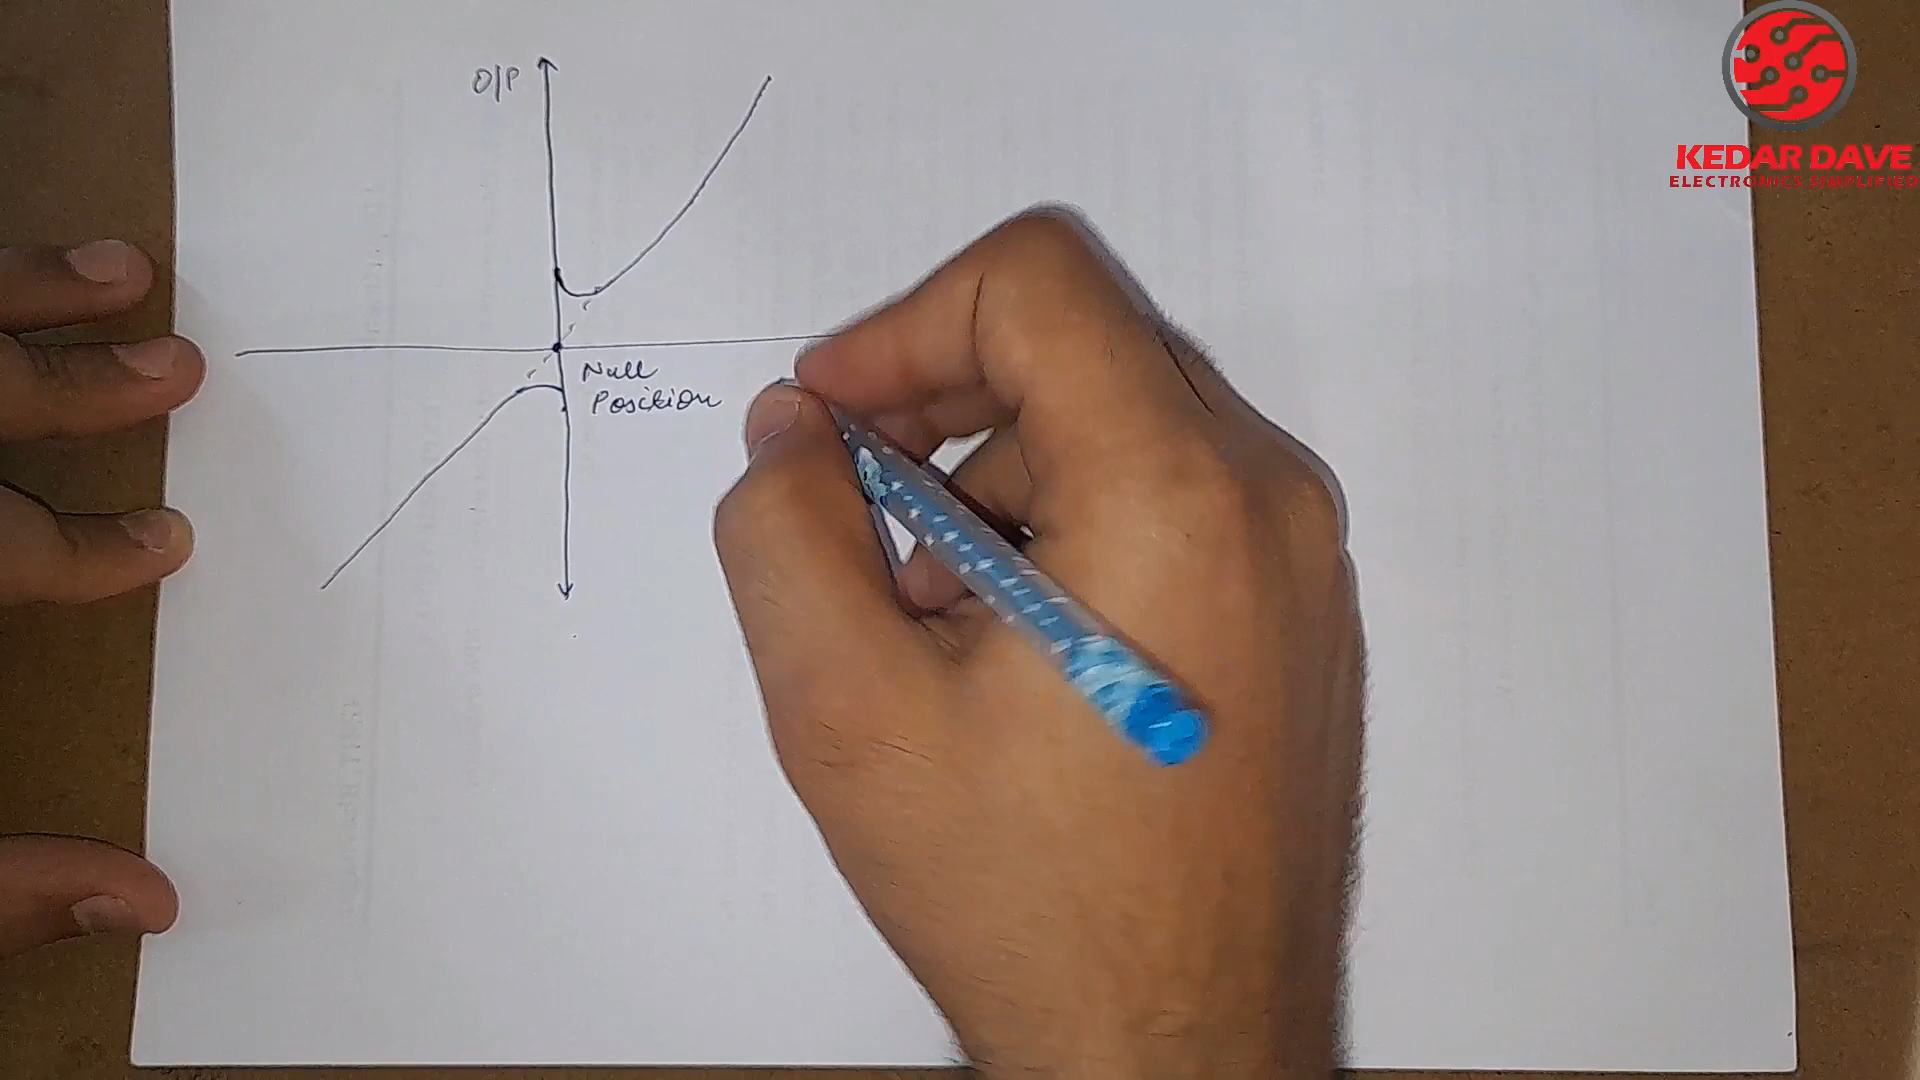 O/P
Null
Position
KEDAR DAVE
ELECTRONICS SIMPLIFIED